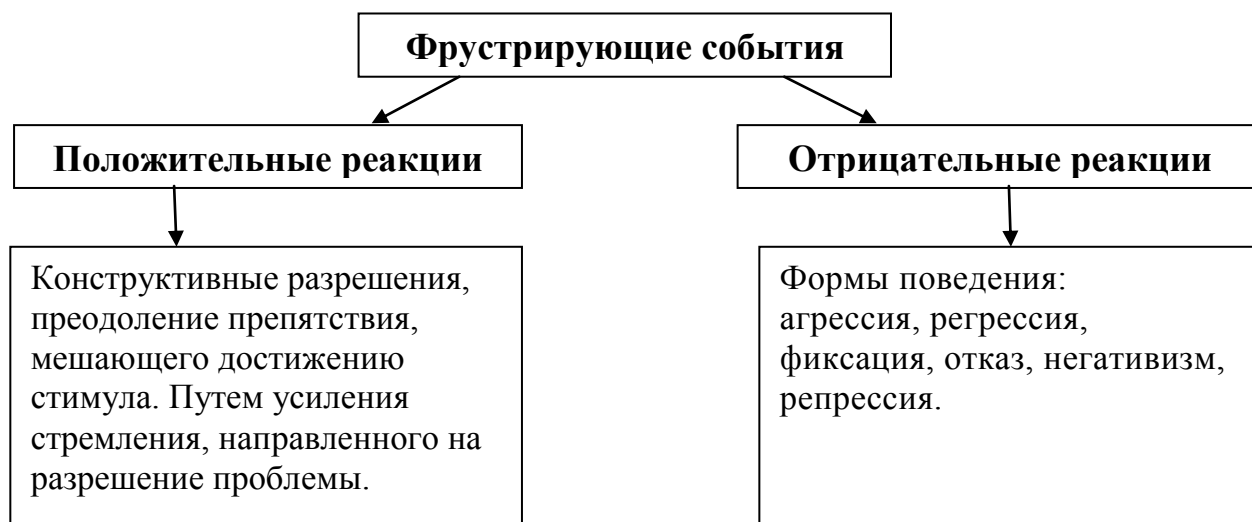 Фрустрирующие события
Положительные реакции
Отрицательные реакции
Конструктивные разрешения,
преодоление препятствия,
мешающего достижению
стимула. Путем усиления
стремления, направленного на
разрешение проблемы.
Формы поведения:
агрессия, регрессия,
фиксация, отказ, негативизм,
репрессия.